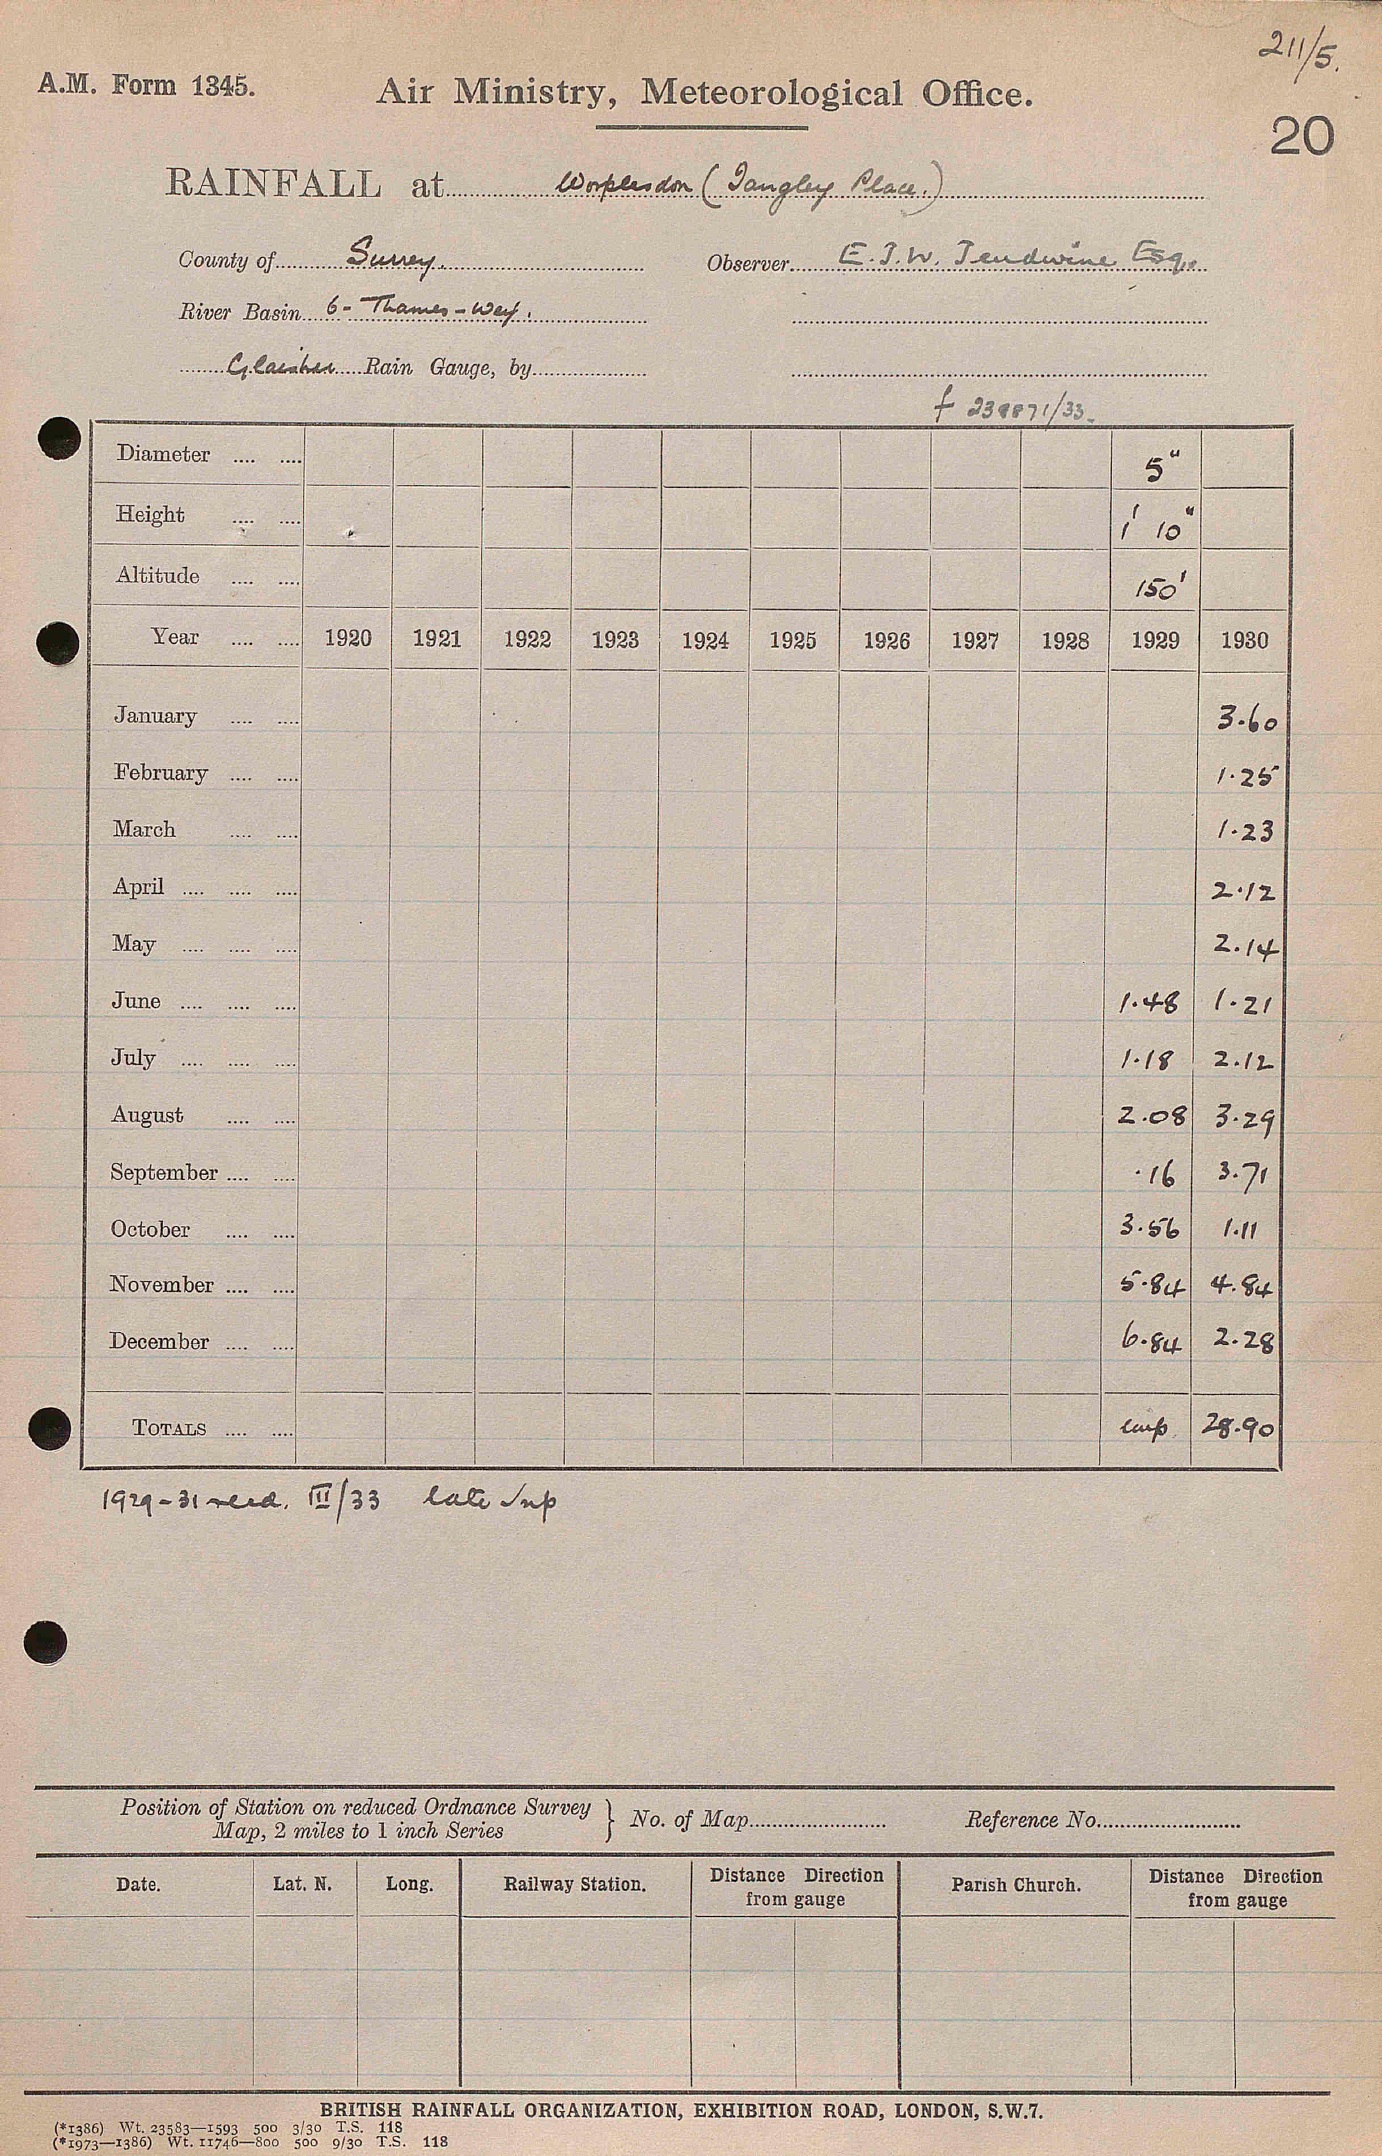 211/5.
A.M. Form 1345. Air Ministry, Meteorological Office.
20
RAINFALL at Worplesdon (Tangley Place.)
County of Surrey. Observer E. J. W. Jendwine Esq.
River Basin 6 - Thames - Wey.
Glaisher Rain Gauge, by
f 239871/33
Diameter .... .... 5"
Height .... .... 1' 10"
Altitude .... .... 150'
Year .... .... 1920 1921 1922 1923 1924 1925 1926 1927 1928 1929 1930
January .... .... 3.60
February .... .... 1.25
March .... .... 1.23
April .... .... .... 2.12
May .... .... .... 2.14
June .... .... .... 1.48 1.21
July .... .... .... 1.18 2.12
August .... .... 2.08 3.29
September .... .... .16 3.71
October .... .... 3.56 1.11
November .... .... 5.84 4.84
December .... .... 6.84 2.28
TOTALS .... .... 28.90
1929-31 recd. III/33 late
Position of Station on reduced Ordnance Survey
Map, 2 miles to 1 inch Series } No. of Map Reference No.
Date. Lat. N. Long. Railway Station. Distance Direction from gauge Parish Church. Distance Direction from gauge
BRITISH RAINFALL ORGANIZATION, EXHIBITION ROAD, LONDON, S.W.7.
(*1386) Wt. 23583—1593 500 3/30 T.S. 118
(*1973—1386) Wt. 11746—800 500 9/30 T.S. 118